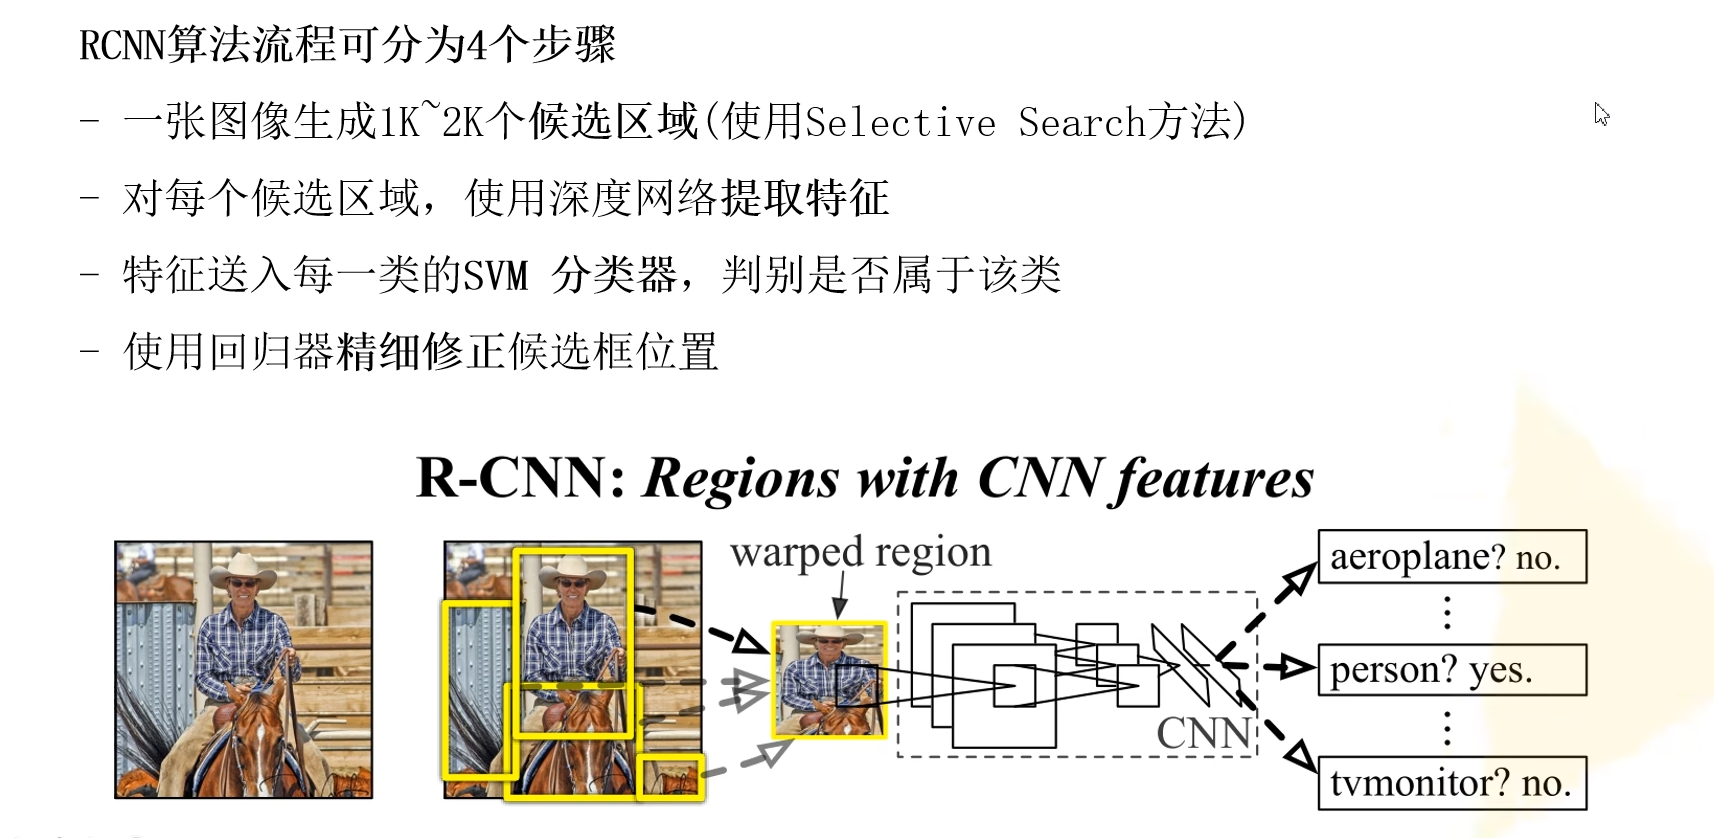 RCNN算法流程可分为4个步骤
- 一张图像生成1K~2K个候选区域(使用Selective Search方法)
- 对每个候选区域，使用深度网络提取特征
- 特征送入每一类的SVM 分类器，判别是否属于该类
- 使用回归器精细修正候选框位置
R-CNN: Regions with CNN features
warped region
aeroplane? no.
⋮
person? yes.
CNN
⋮
tvmonitor? no.